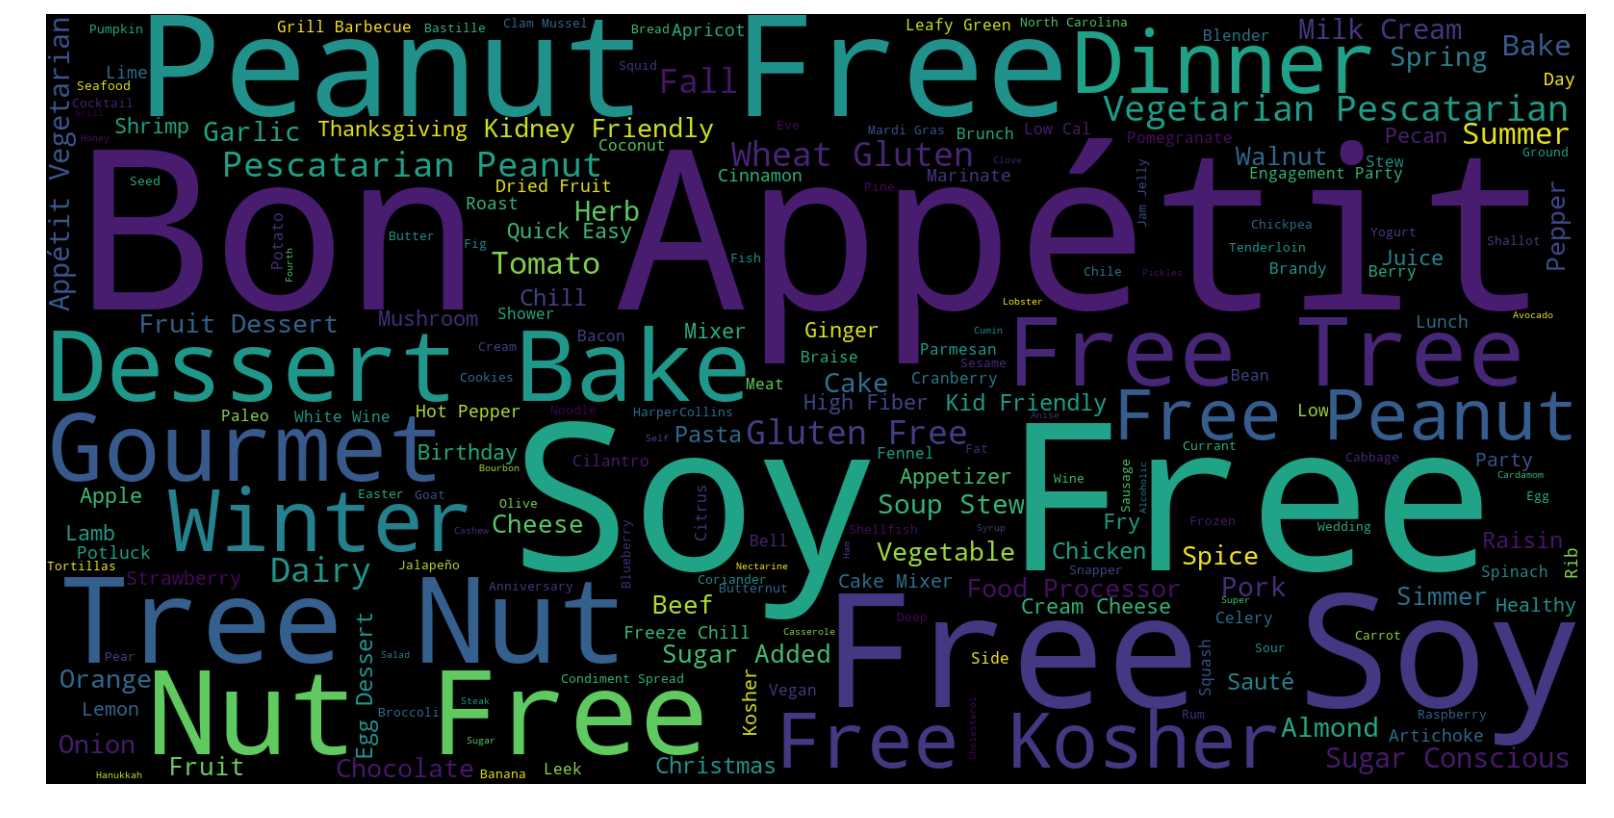 Pumpkin
Grill Barbecue
Bastille
Clam Mussel
Bread
Apricot
Leafy Green
North Carolina
Milk Cream
Bake
Peanut Free
Dinner
Blender
Spring
Lime
Squid
Fall
Seafood
Day
Cocktail
Grill
Vegetarian Pescatarian
Appétit Vegetarian
Shrimp
Garlic
Thanksgiving
Kidney Friendly
Eve
Mardi Gras
Brunch
Low Cal
Pomegranate
Pecan
Summer
Honey
Coconut
Pescatarian Peanut
Wheat Gluten
Clove
Walnut
Stew
Ground
Bon Appétit
Seed
Dried Fruit
Cinnamon
Marinate
Pine
Jam Jelly
Engagement Party
Roast
Herb
Potato
Butter
Fig
Quick Easy
Chickpea
Yogurt
Shallot
Pepper
Fourth
Tomato
Fish
Chile
Pickles
Tenderloin
Brandy
Juice
Berry
Chill
Lobster
Shower
Avocado
Fruit Dessert
Mushroom
Mixer
Ginger
Cumin
Free Tree
Lunch
Dessert
Bake
Bacon
Cream
Braise
Parmesan
Sesame
Cookies
Meat
Cake
Cranberry
Bean
Paleo
White Wine
Hot Pepper
Noodle
HarperCollins
High Fiber
Anise
Kid Friendly
Free Peanut
Low
Gourmet
Self
Pasta
Gluten Free
Fat
Currant
Birthday
Bourbon
Cilantro
Soy Free
Fennel
Cabbage
Party
Cardamom
Appetizer
Wine
Sausage
Alcoholic
Apple
Winter
Easter
Goat
Olive
Citrus
Soup Stew
Egg
Lamb
Cashew
Cheese
Blueberry
Bell
Shellfish
Syrup
Fry
Frozen
Wedding
Potluck
Ham
Vegetable
Chicken
Spice
Raisin
Rib
Tortillas
Strawberry
Dairy
Jalapeño
Nectarine
Snapper
Spinach
Tree Nut
Anniversary
Coriander
Butternut
Cake Mixer
Food Processor
Pork
Simmer
Beef
Cream Cheese
Super
Healthy
Egg Dessert
Freeze Chill
Casserole
Deep
Free Soy
Celery
Pear
Salad
Sugar Added
Side
Carrot
Sour
Squash
Orange
Nut Free
Condiment Spread
Kosher
Vegan
Sauté
Lemon
Broccoli
Steak
Cholesterol
Rum
Raspberry
Onion
Sugar
Free Kosher
Almond
Artichoke
Hanukkah
Fruit
Chocolate
Banana
Leek
Christmas
Sugar Conscious